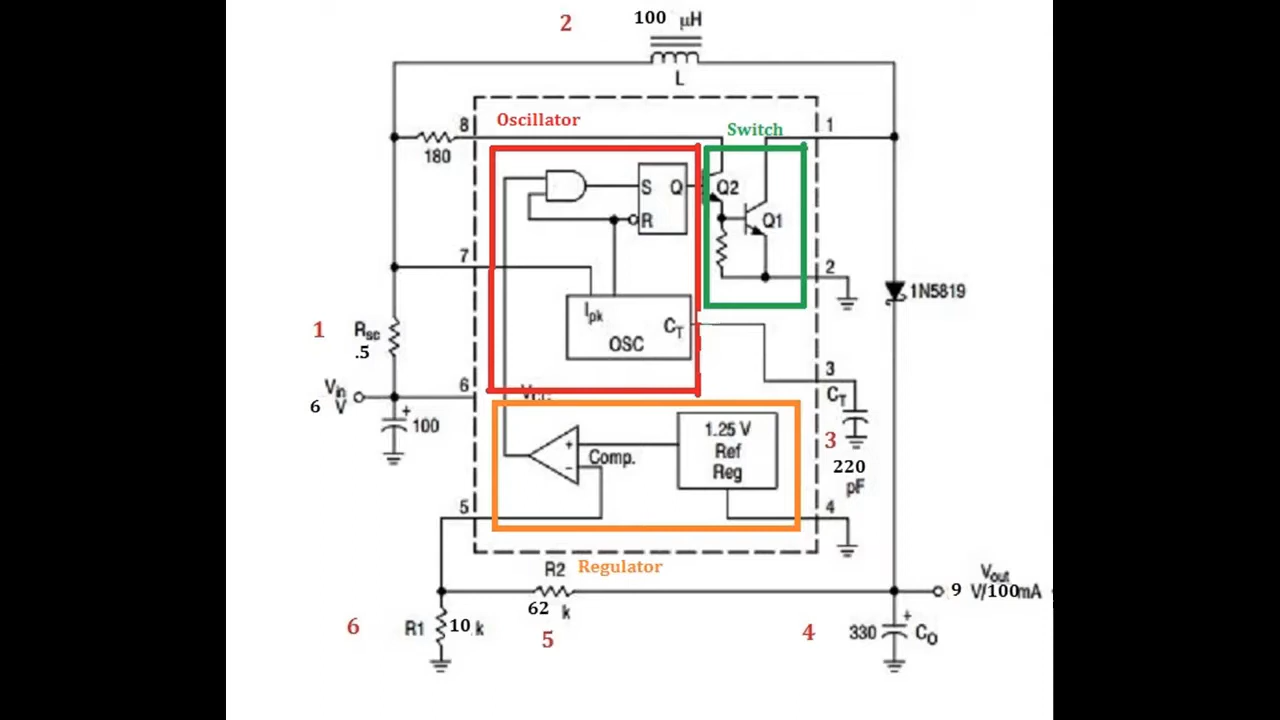 2
100 µH
L
Oscillator
Switch
8
1
180
S Q
Q2
R
Q1
7
2
1N5819
Ipk
CT
OSC
1
Rsc
.5
3
CT
Vin
6 V
6
VCC
+
100
3
220
pF
1.25 V
Ref
Reg
+
Comp.
−
5
4
Regulator
R2
62 k
5
Vout
9 V/100mA
6
R1 10 k
4
330
+
CO